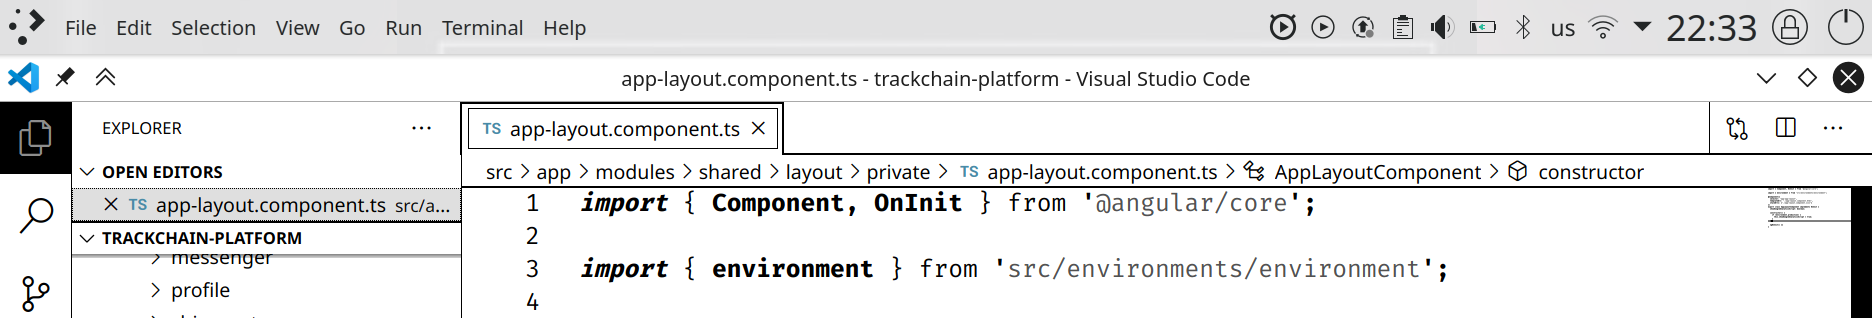 File Edit Selection View Go Run Terminal Help us 22:33
app-layout.component.ts - trackchain-platform - Visual Studio Code
EXPLORER
TS app-layout.component.ts
OPEN EDITORS
TS app-layout.component.ts src/a...
TRACKCHAIN-PLATFORM
messenger
profile
src > app > modules > shared > layout > private > TS app-layout.component.ts > AppLayoutComponent > constructor
1 import { Component, OnInit } from '@angular/core';
2
3 import { environment } from 'src/environments/environment';
4